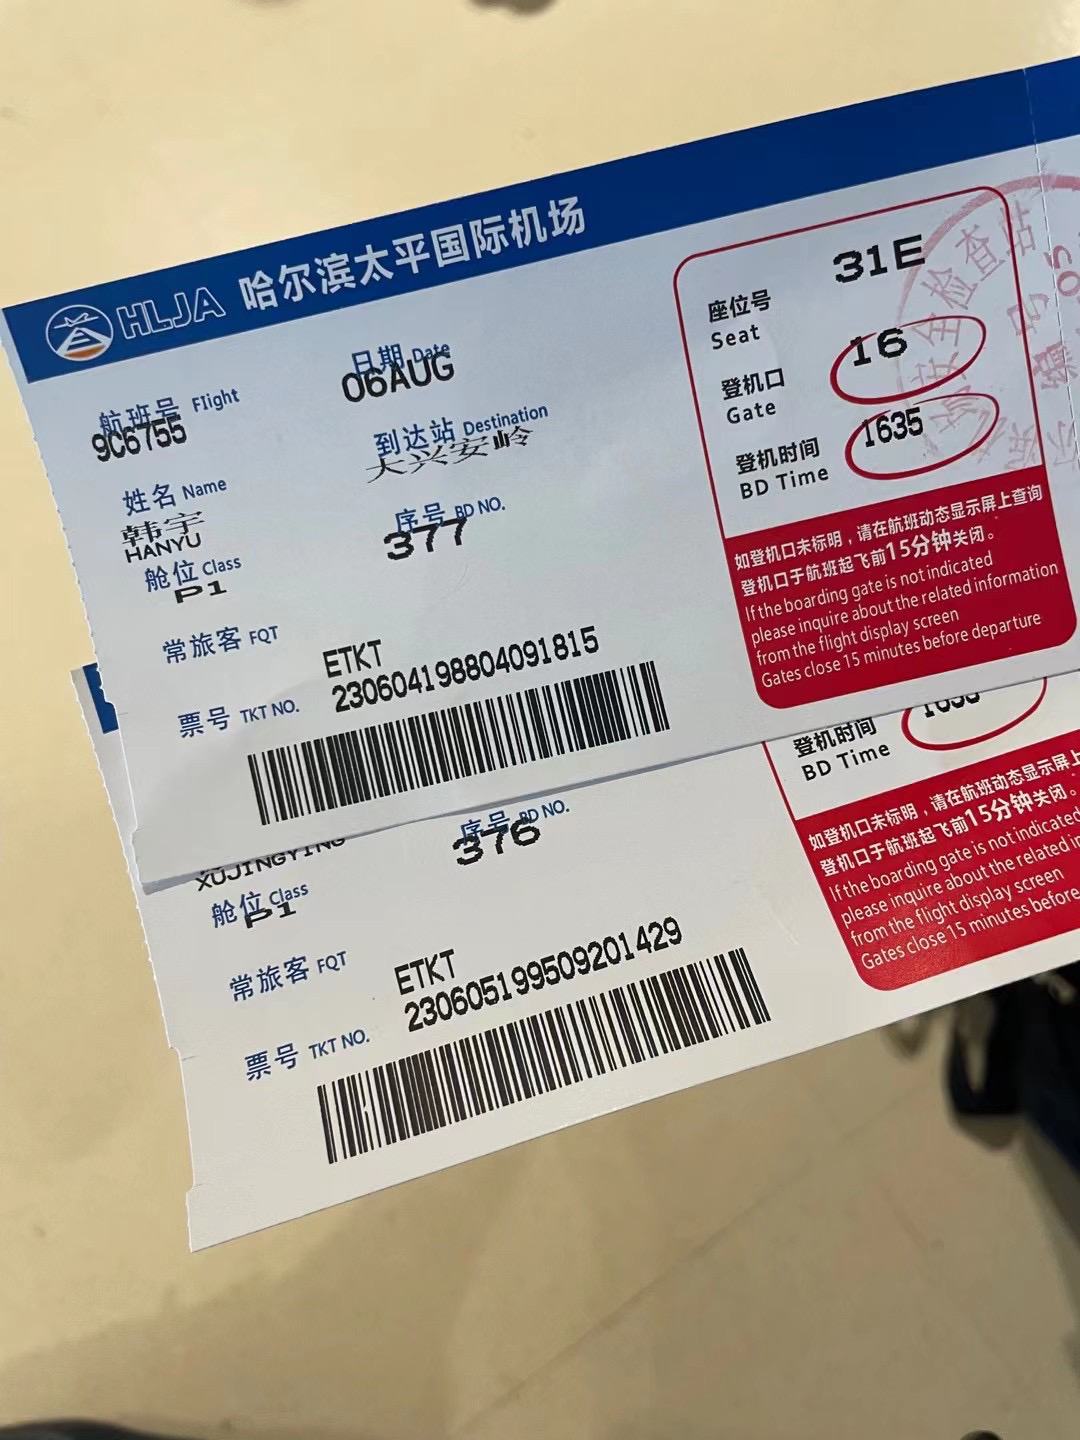 HLJA 哈尔滨太平国际机场
航班号 Flight
9C6755
日期 Date
06AUG
到达站 Destination
大兴安岭
姓名 Name
韩宇
HANYU
序号 BD NO.
377
舱位 Class
P1
常旅客 FQT
ETKT
票号 TKT NO.
230604198804091815
座位号
Seat
31E
登机口
Gate
16
登机时间
BD Time
1635
如登机口未标明，请在航班动态显示屏上查询
登机口于航班起飞前15分钟关闭。
If the boarding gate is not indicated
please inquire about the related information
from the flight display screen
Gates close 15 minutes before departure
安全检查站
XUJINGYING
序号 BD NO.
376
舱位 Class
P1
常旅客 FQT
ETKT
票号 TKT NO.
230605199509201429
登机时间
BD Time
如登机口未标明，请在航班动态显示屏上
登机口于航班起飞前15分钟关闭。
If the boarding gate is not indicated
please inquire about the related
from the flight display screen
Gates close 15 minutes before